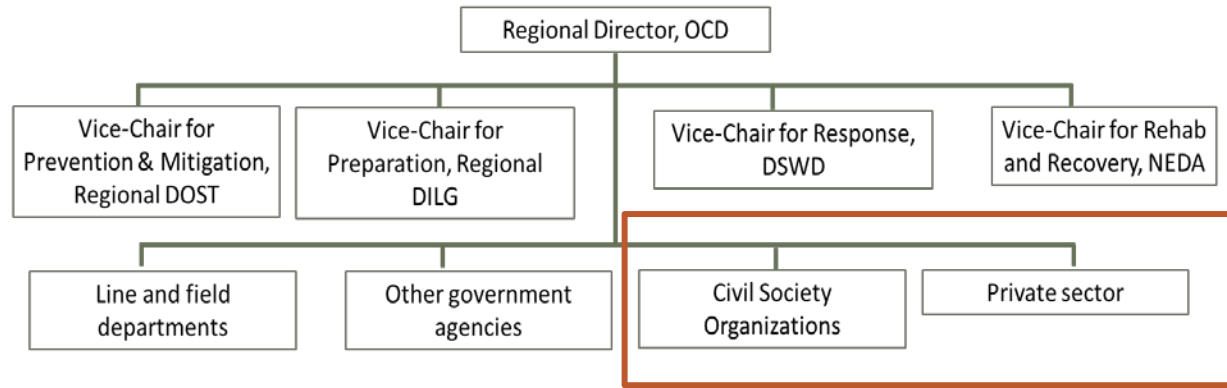 Regional Director, OCD
Vice-Chair for
Prevention & Mitigation,
Regional DOST
Vice-Chair for
Preparation, Regional
DILG
Vice-Chair for Response,
DSWD
Vice-Chair for Rehab
and Recovery, NEDA
Line and field
departments
Other government
agencies
Civil Society
Organizations
Private sector